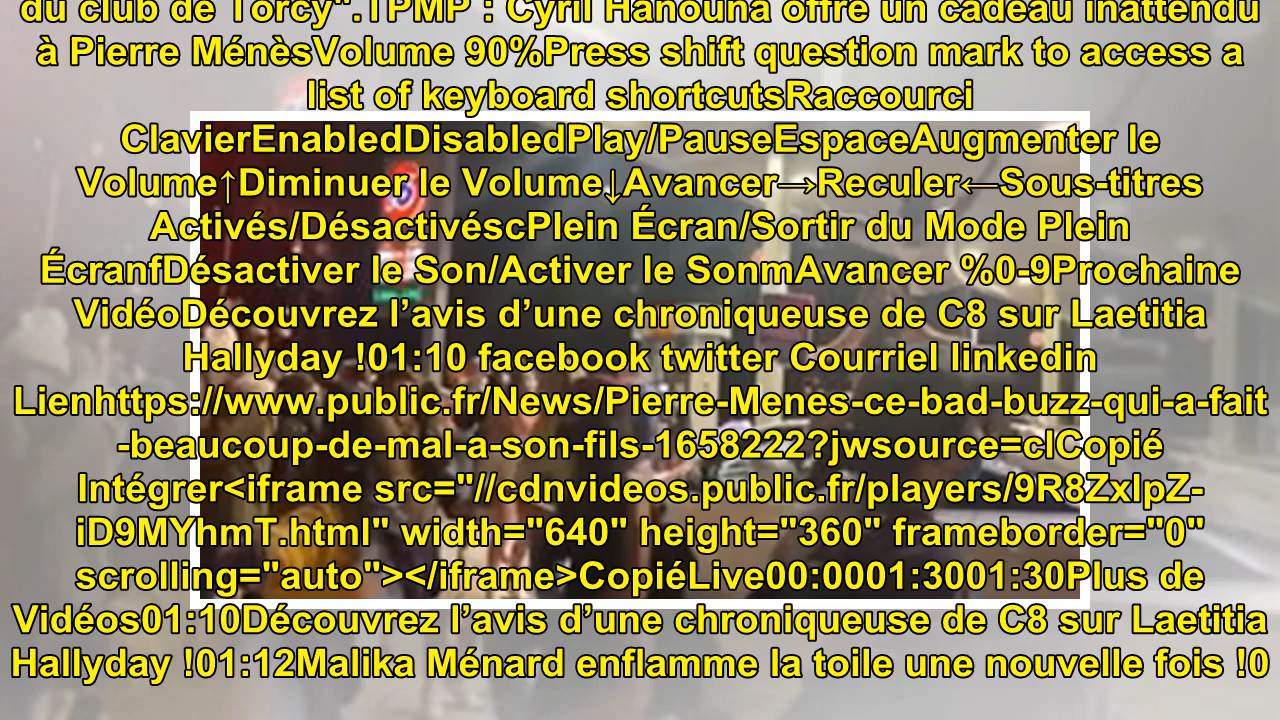 du club de Torcy".TPMP : Cyril Hanouna offre un cadeau inattendu
à Pierre MénèsVolume 90%Press shift question mark to access a
list of keyboard shortcutsRaccourci
ClavierEnabledDisabledPlay/PauseEspaceAugmenter le
Volume↑Diminuer le Volume↓Avancer→Reculer←Sous-titres
Activés/DésactivéscPlein Écran/Sortir du Mode Plein
ÉcranfDésactiver le Son/Activer le SonmAvancer %0-9Prochaine
VidéoDécouvrez l’avis d’une chroniqueuse de C8 sur Laetitia
Hallyday !01:10 facebook twitter Courriel linkedin
Lienhttps://www.public.fr/News/Pierre-Menes-ce-bad-buzz-qui-a-fait
-beaucoup-de-mal-a-son-fils-1658222?jwsource=clCopié
Intégrer<iframe src="//cdnvideos.public.fr/players/9R8ZxlpZ-
iD9MYhmT.html" width="640" height="360" frameborder="0"
scrolling="auto"></iframe>CopiéLive00:0001:3001:30Plus de
Vidéos01:10Découvrez l’avis d’une chroniqueuse de C8 sur Laetitia
Hallyday !01:12Malika Ménard enflamme la toile une nouvelle fois !0